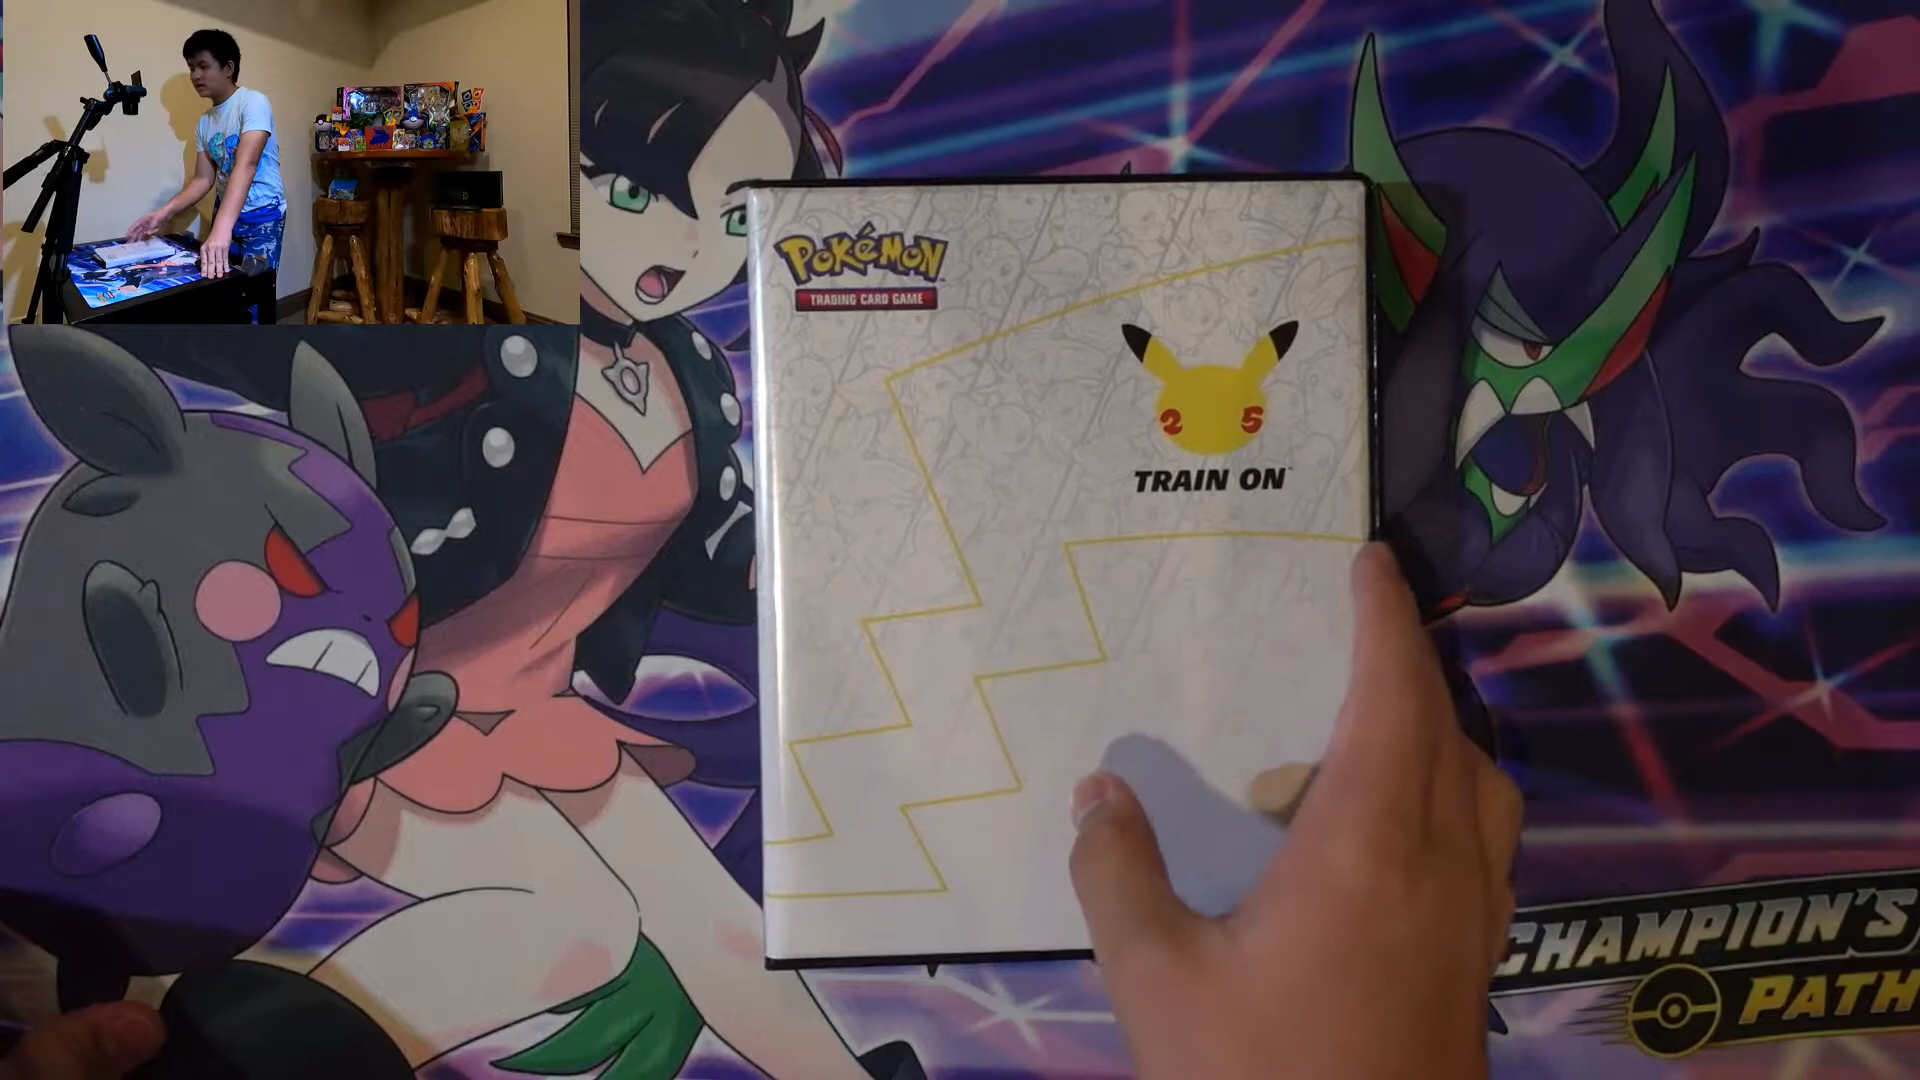 POKéMON
TRADING CARD GAME
2 5
TRAIN ON
CHAMPION'S
PATH